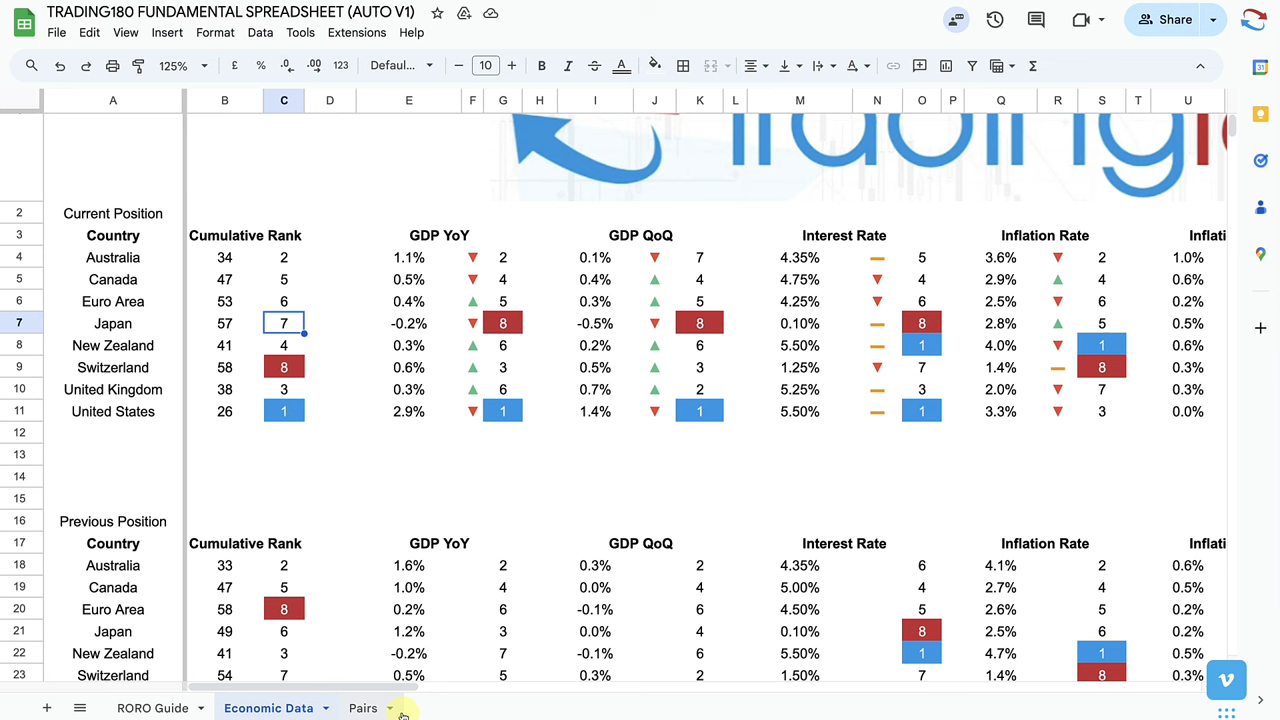 TRADING180 FUNDAMENTAL SPREADSHEET (AUTO V1)
File Edit View Insert Format Data Tools Extensions Help
Share
125% £ % .0 .00 123 Defaul... 10 B I A
A B C D E F G H I J K L M N O P Q R S T U
2 Current Position
3 Country Cumulative Rank GDP YoY GDP QoQ Interest Rate Inflation Rate Inflati
4 Australia 34 2 1.1% 2 0.1% 7 4.35% 5 3.6% 2 1.0%
5 Canada 47 5 0.5% 4 0.4% 4 4.75% 4 2.9% 4 0.6%
6 Euro Area 53 6 0.4% 5 0.3% 5 4.25% 6 2.5% 6 0.2%
7 Japan 57 7 -0.2% 8 -0.5% 8 0.10% 8 2.8% 5 0.5%
8 New Zealand 41 4 0.3% 6 0.2% 6 5.50% 1 4.0% 1 0.6%
9 Switzerland 58 8 0.6% 3 0.5% 3 1.25% 7 1.4% 8 0.3%
10 United Kingdom 38 3 0.3% 6 0.7% 2 5.25% 3 2.0% 7 0.3%
11 United States 26 1 2.9% 1 1.4% 1 5.50% 1 3.3% 3 0.0%
12
13
14
15
16 Previous Position
17 Country Cumulative Rank GDP YoY GDP QoQ Interest Rate Inflation Rate Inflati
18 Australia 33 2 1.6% 2 0.3% 2 4.35% 6 4.1% 2 0.6%
19 Canada 47 5 1.0% 4 0.0% 4 5.00% 4 2.7% 4 0.5%
20 Euro Area 58 8 0.2% 6 -0.1% 6 4.50% 5 2.6% 5 0.2%
21 Japan 49 6 1.2% 3 0.0% 4 0.10% 8 2.5% 6 0.2%
22 New Zealand 41 3 -0.2% 7 -0.1% 6 5.50% 1 4.7% 1 0.5%
23 Switzerland 54 7 0.5% 5 0.3% 2 1.50% 7 1.4% 8 0.3%
RORO Guide Economic Data Pairs